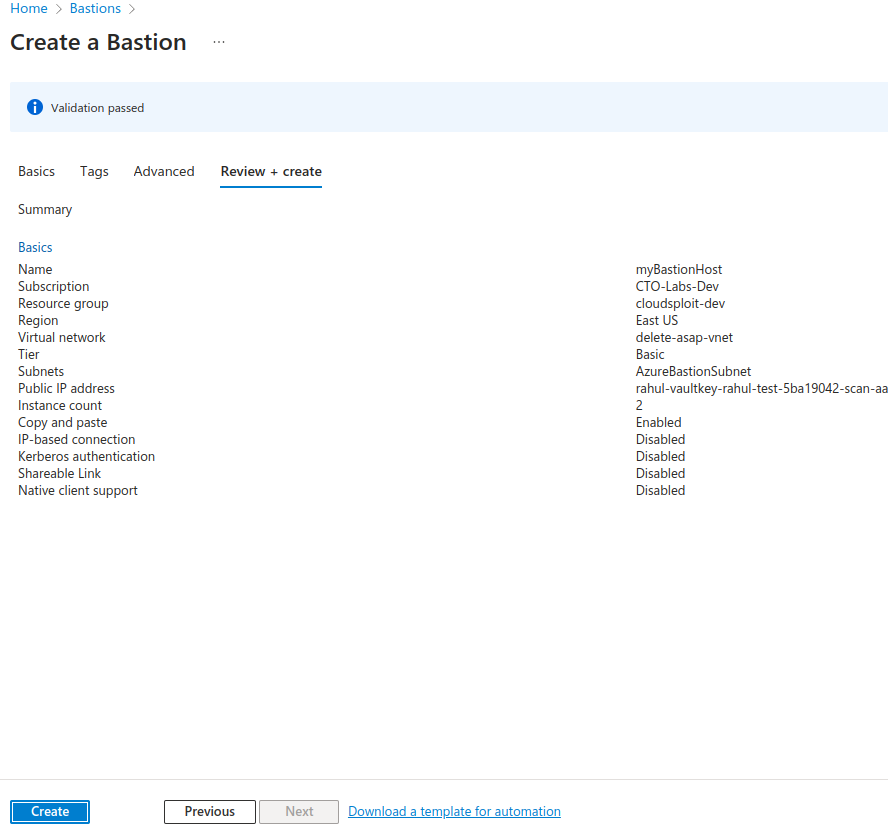 Home > Bastions >
Create a Bastion ...
Validation passed
Basics Tags Advanced Review + create
Summary
Basics
Name myBastionHost
Subscription CTO-Labs-Dev
Resource group cloudsploit-dev
Region East US
Virtual network delete-asap-vnet
Tier Basic
Subnets AzureBastionSubnet
Public IP address rahul-vaultkey-rahul-test-5ba19042-scan-aa
Instance count 2
Copy and paste Enabled
IP-based connection Disabled
Kerberos authentication Disabled
Shareable Link Disabled
Native client support Disabled
Create Previous Next Download a template for automation